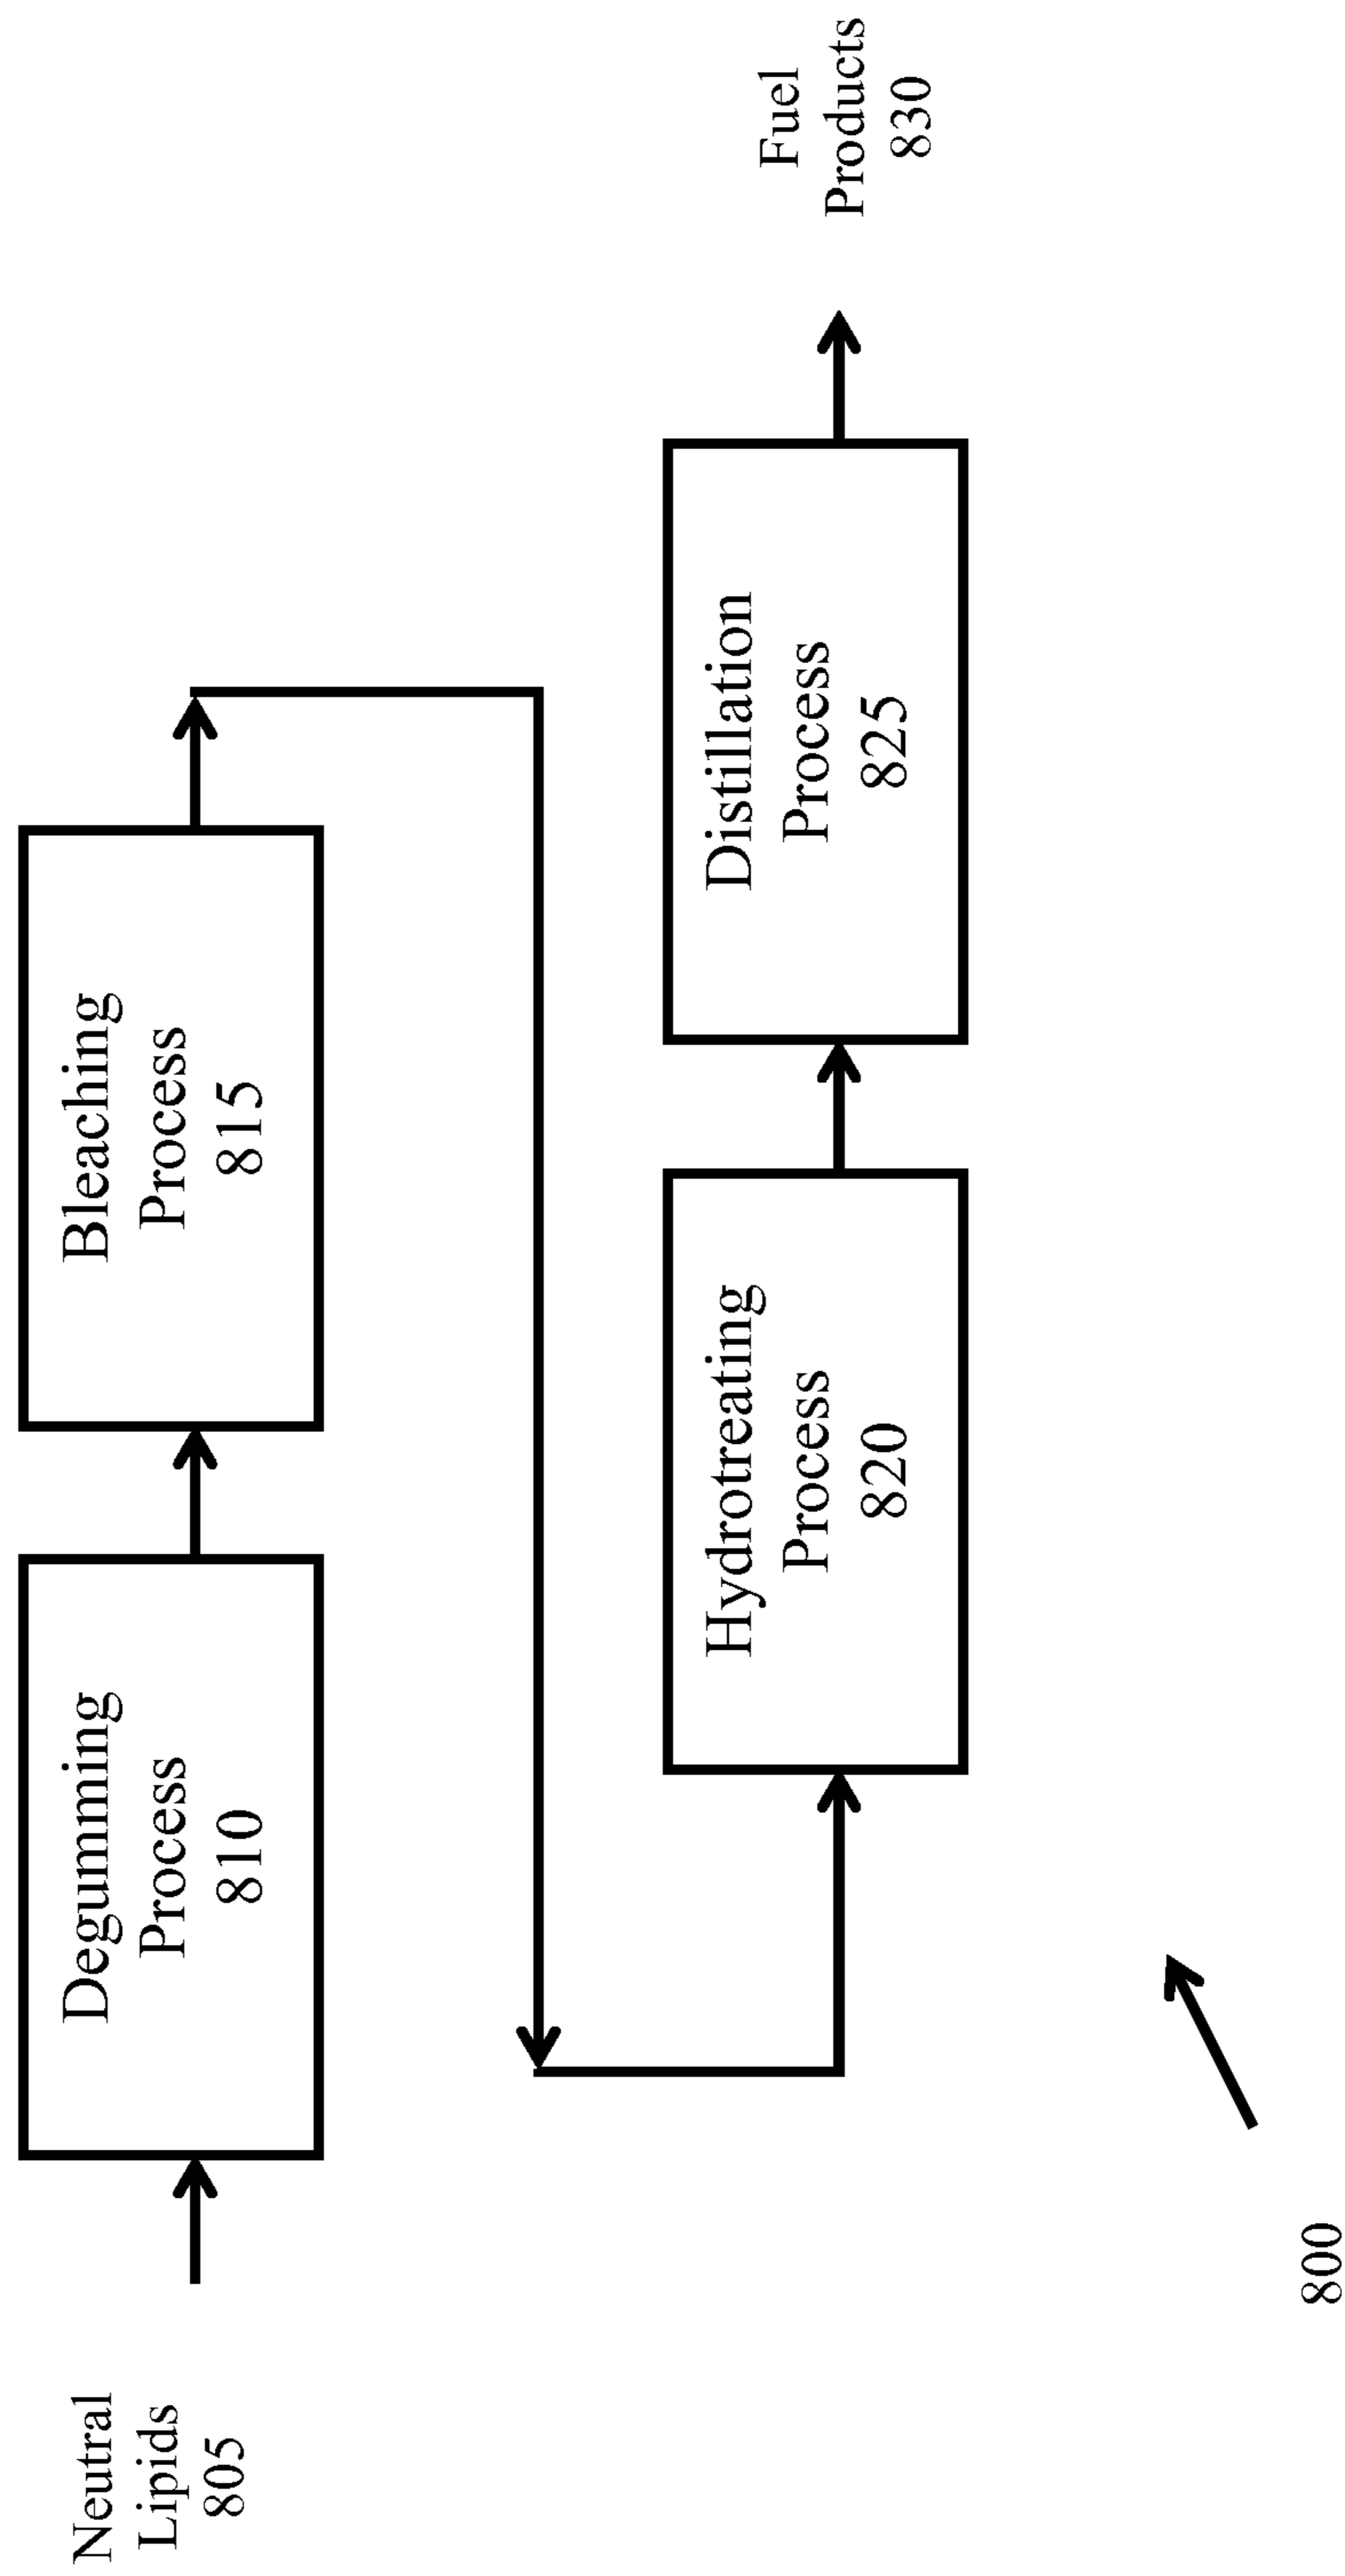 Neutral
Lipids
805
Degumming
Process
810
Bleaching
Process
815
Hydrotreating
Process
820
Distillation
Process
825
Fuel
Products
830
800